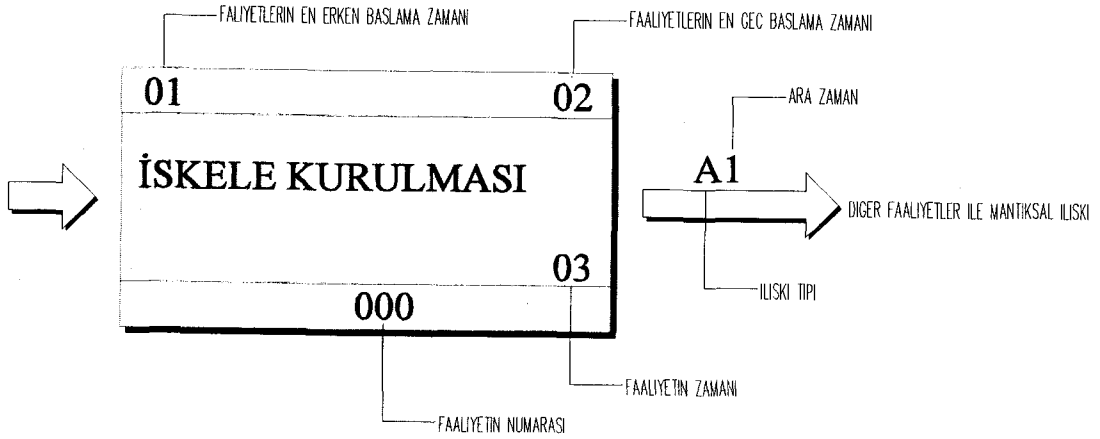 FALIYETLERIN EN ERKEN BASLAMA ZAMANI
FAALIYETLERIN EN GEC BASLAMA ZAMANI
01
02
ARA ZAMAN
İSKELE KURULMASI
A1
DIGER FAALIYETLER ILE MANTIKSAL ILISKI
03
ILISKI TIPI
000
FAALIYETIN ZAMANI
FAALIYETIN NUMARASI